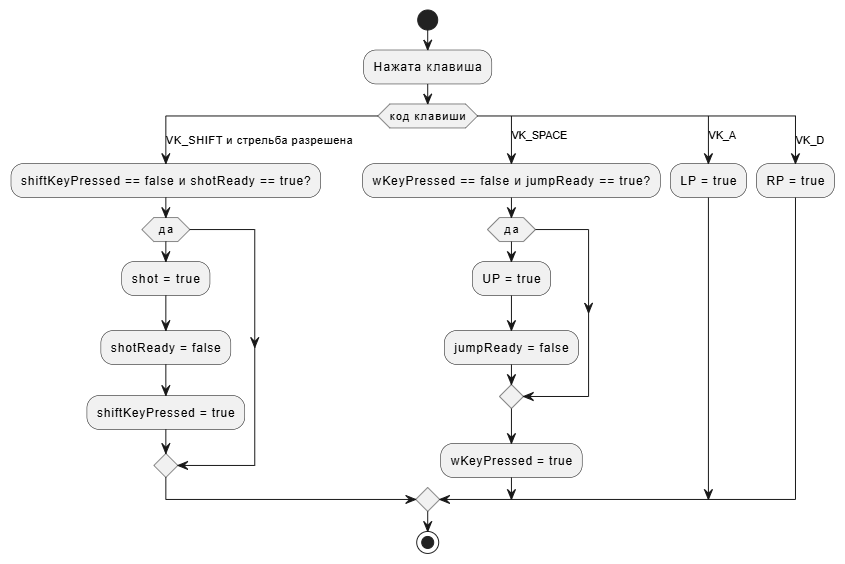 Нажата клавиша
код клавиши
VK_SHIFT и стрельба разрешена
VK_SPACE
VK_A
VK_D
shiftKeyPressed == false и shotReady == true?
wKeyPressed == false и jumpReady == true?
LP = true
RP = true
да
да
shot = true
UP = true
shotReady = false
jumpReady = false
shiftKeyPressed = true
wKeyPressed = true